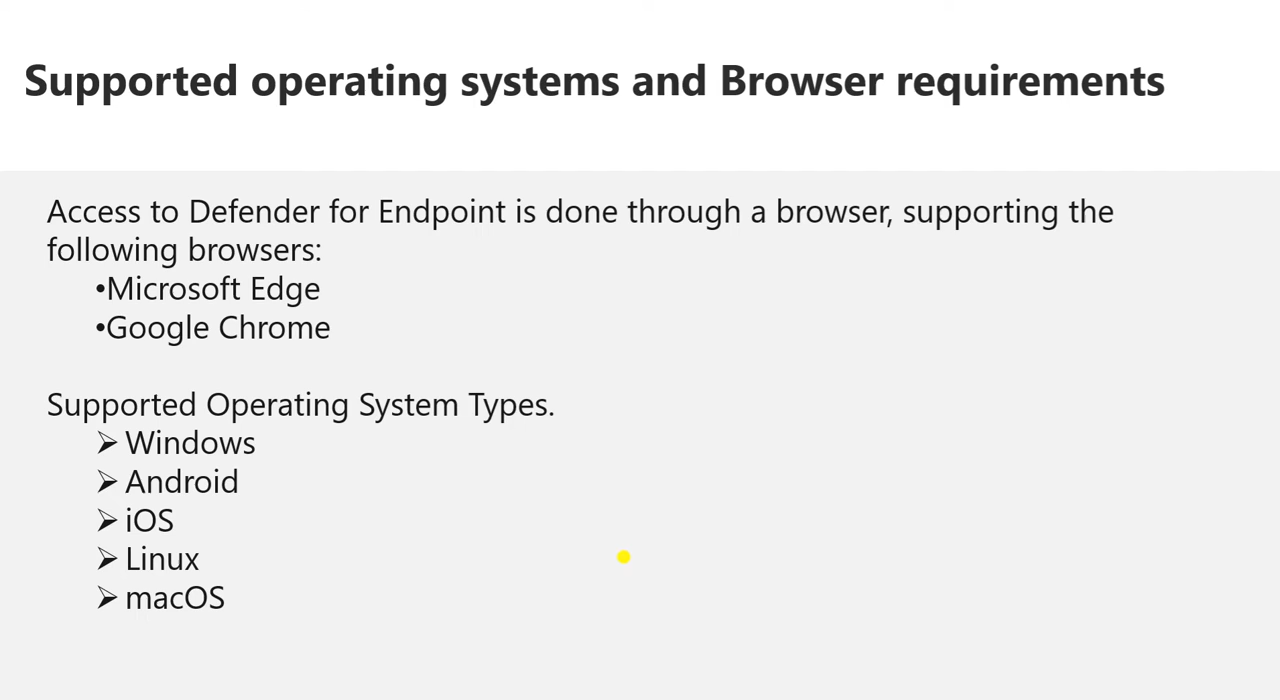 Supported operating systems and Browser requirements
Access to Defender for Endpoint is done through a browser, supporting the
following browsers:
•Microsoft Edge
•Google Chrome
Supported Operating System Types.
➢ Windows
➢ Android
➢ iOS
➢ Linux
➢ macOS